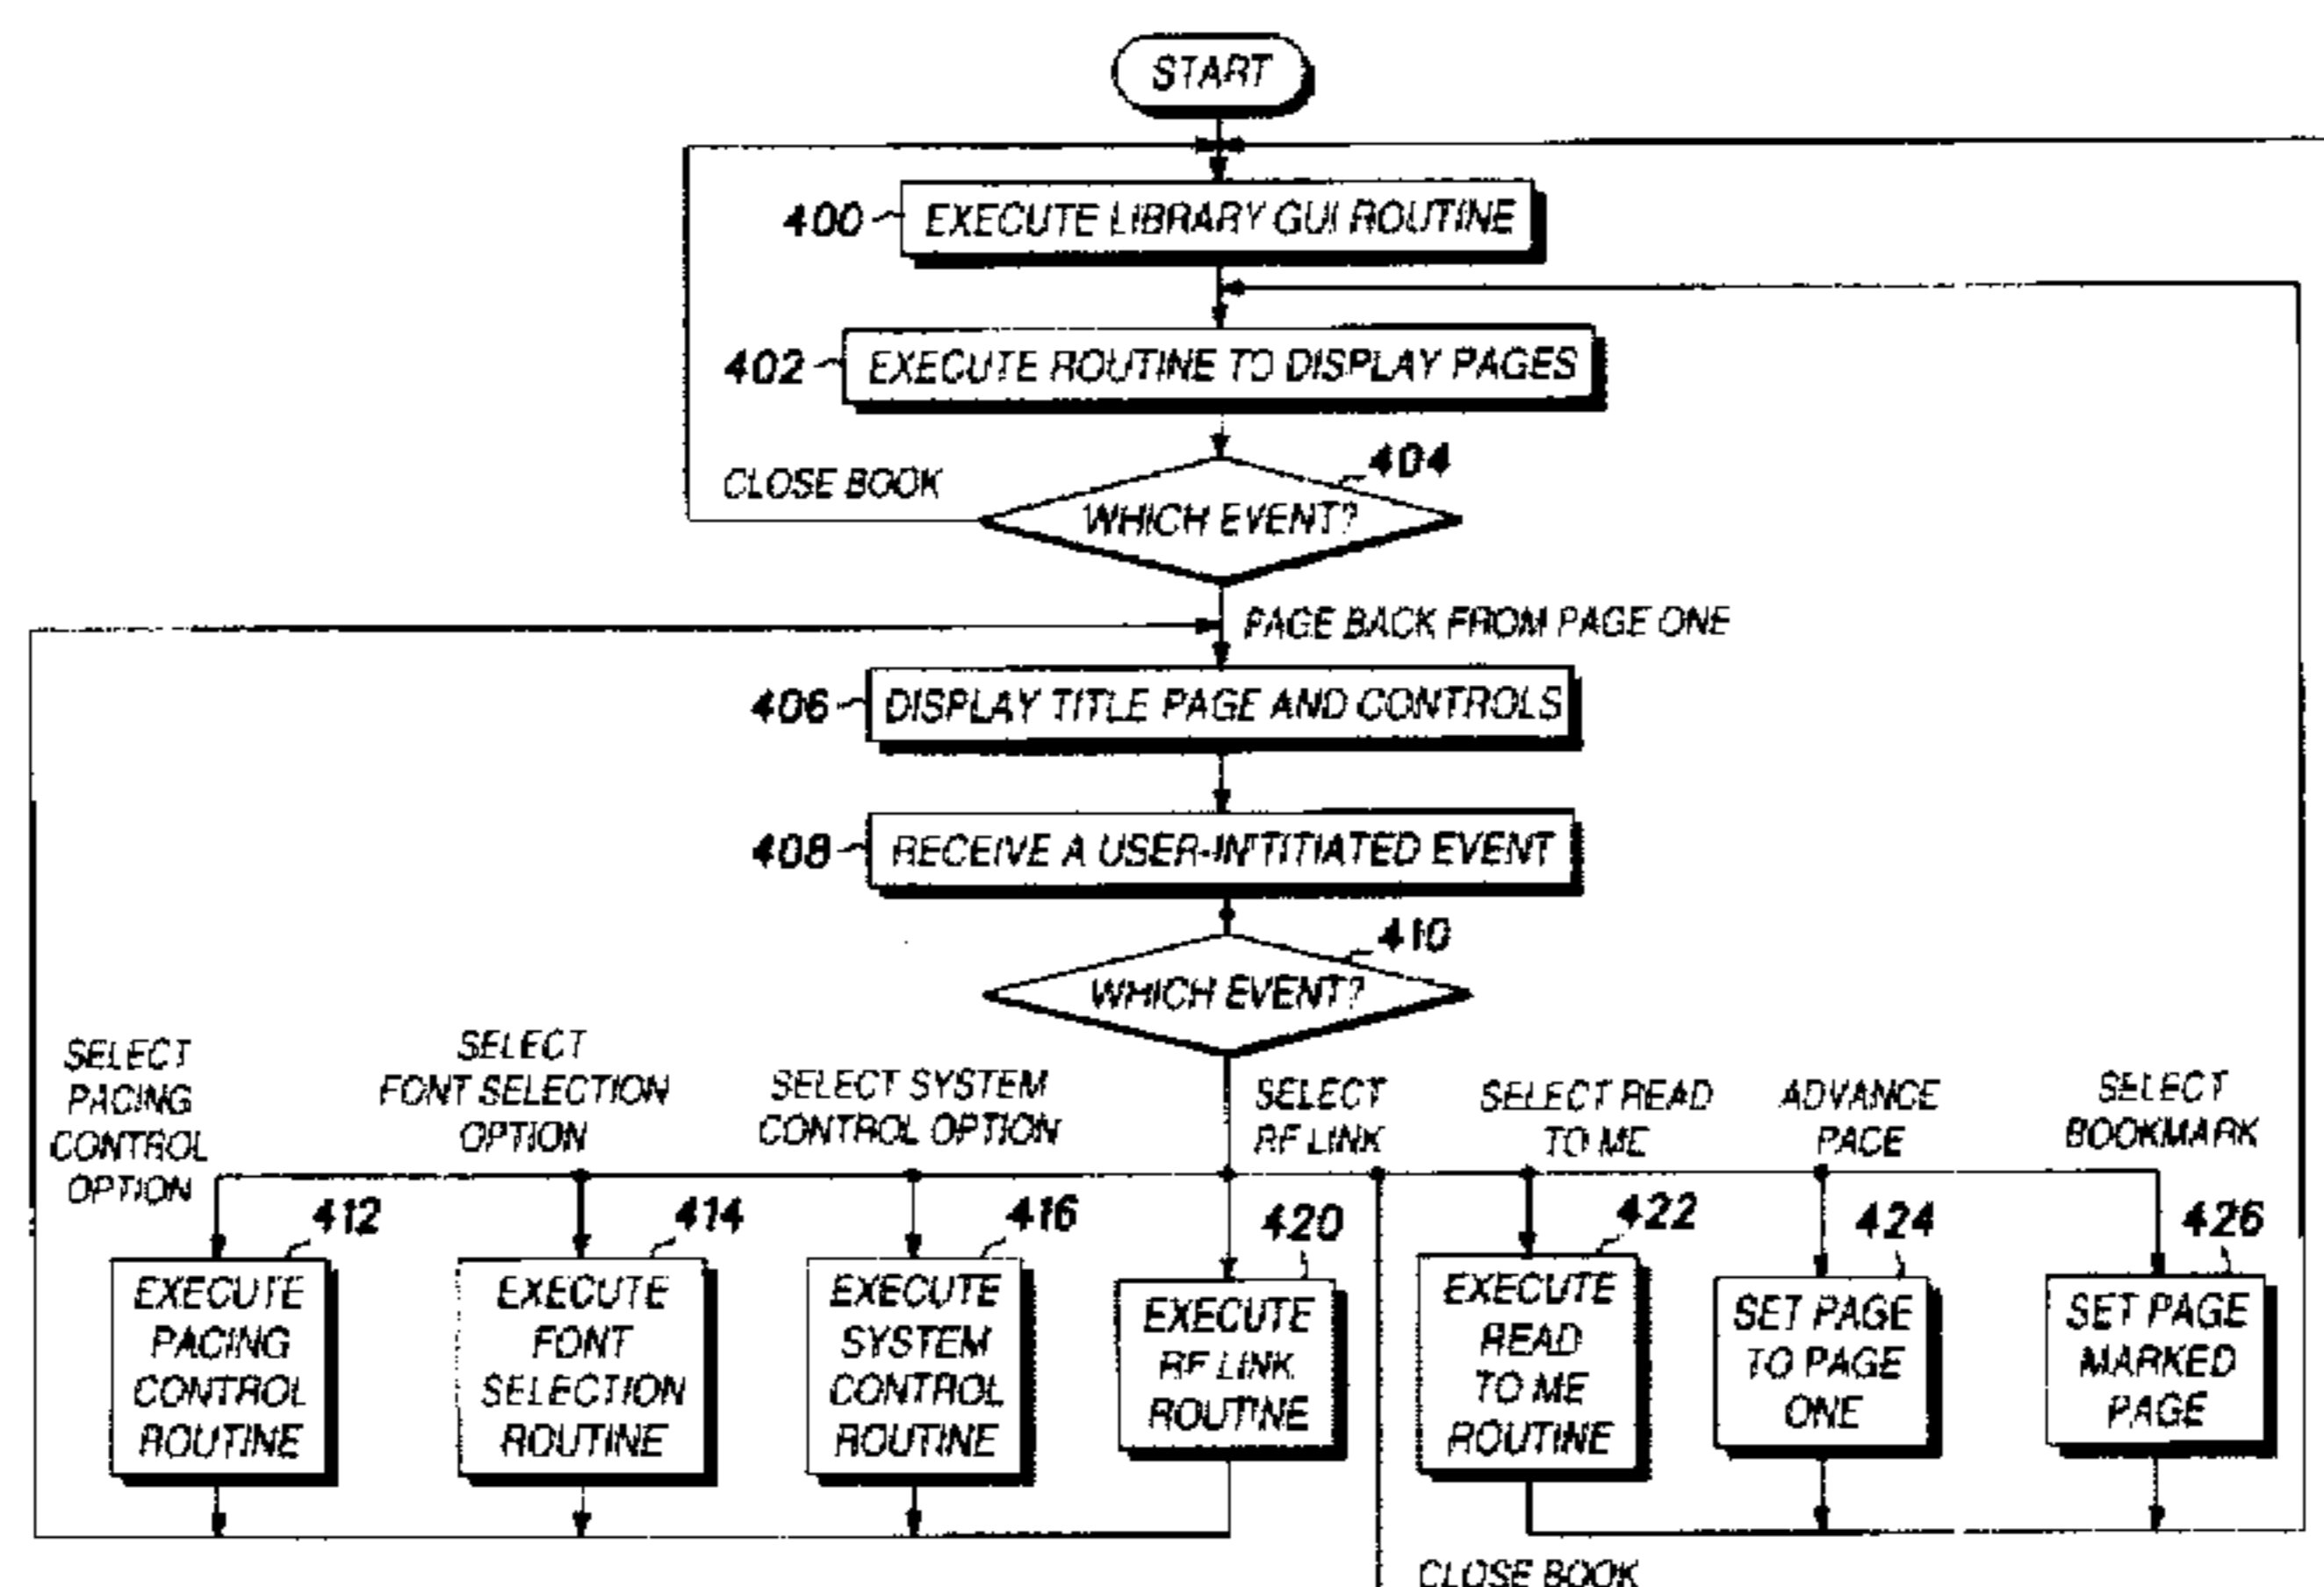 START
400
EXECUTE LIBRARY GUI ROUTINE
402
EXECUTE ROUTINE TO DISPLAY PAGES
404
CLOSE BOOK
WHICH EVENT?
PAGE BACK FROM PAGE ONE
406
DISPLAY TITLE PAGE AND CONTROLS
408
RECEIVE A USER-INTITIATED EVENT
410
WHICH EVENT?
SELECT
PACING
CONTROL
OPTION
SELECT
FONT SELECTION
OPTION
SELECT SYSTEM
CONTROL OPTION
SELECT
RF LINK
SELECT READ
TO ME
ADVANCE
PAGE
SELECT
BOOKMARK
412
EXECUTE
PACING
CONTROL
ROUTINE
414
EXECUTE
FONT
SELECTION
ROUTINE
416
EXECUTE
SYSTEM
CONTROL
ROUTINE
420
EXECUTE
RF LINK
ROUTINE
422
EXECUTE
READ
TO ME
ROUTINE
424
SET PAGE
TO PAGE
ONE
426
SET PAGE
MARKED
PAGE
CLOSE BOOK